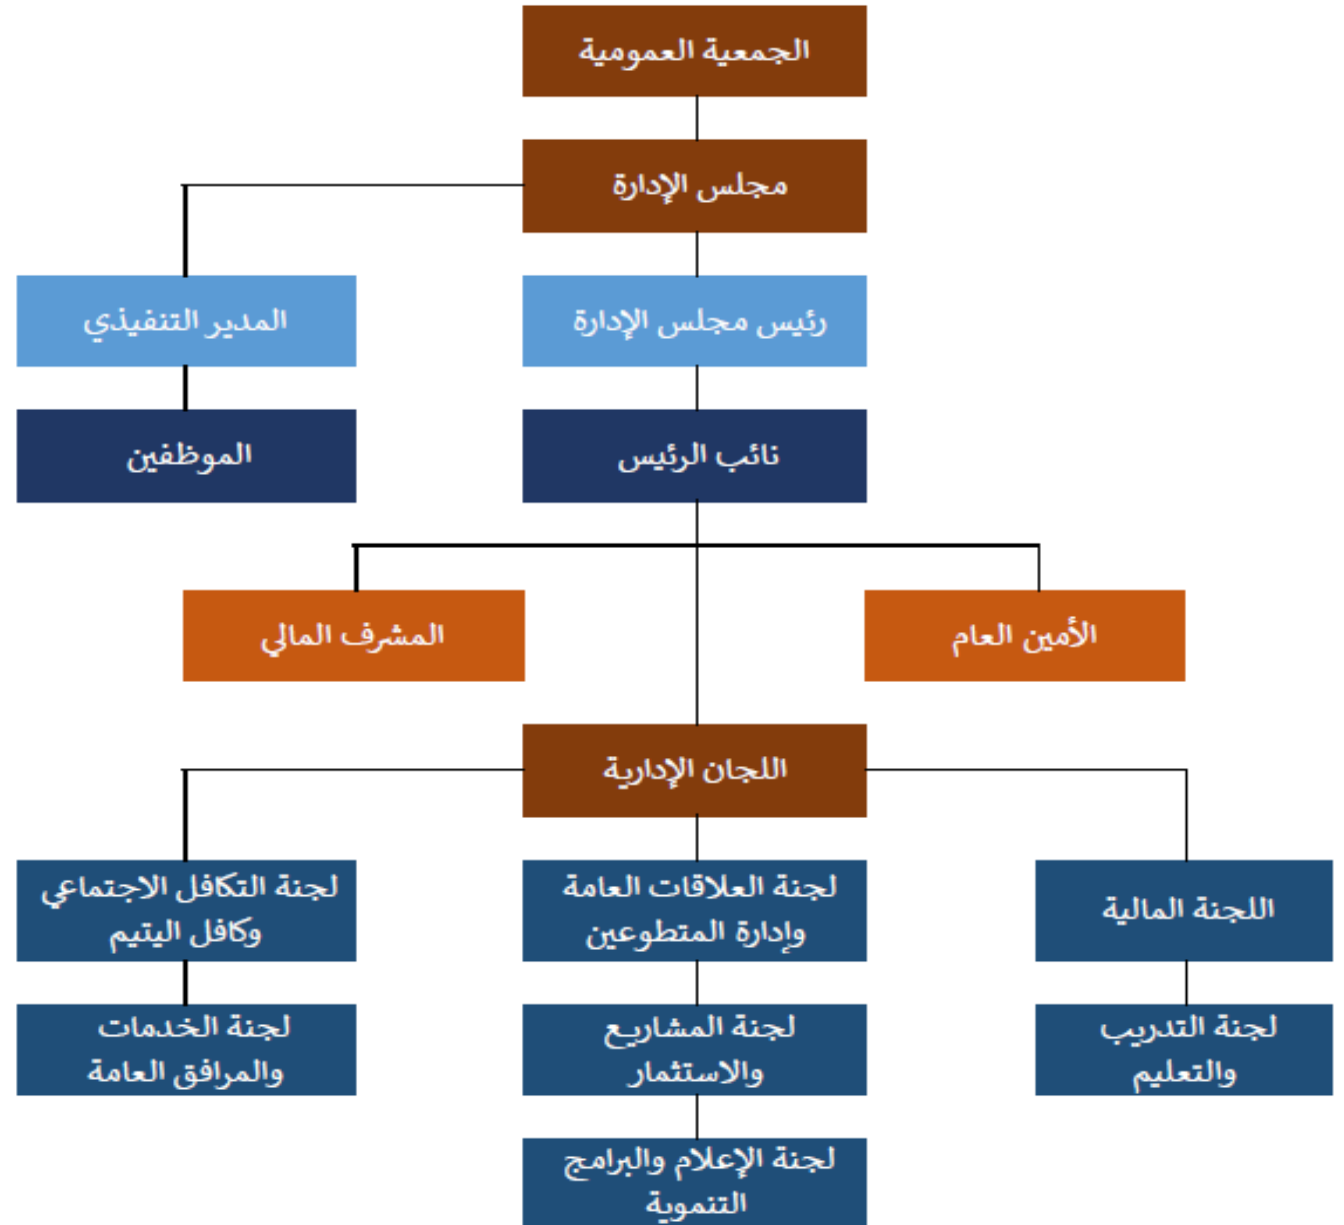 الجمعية العمومية
مجلس الإدارة
رئيس مجلس الإدارة
المدير التنفيذي
نائب الرئيس
الموظفين
الأمين العام
المشرف المالي
اللجان الإدارية
اللجنة المالية
لجنة العلاقات العامة
وإدارة المتطوعين
لجنة التكافل الاجتماعي
وكافل اليتيم
لجنة التدريب
والتعليم
لجنة المشاريع
والاستثمار
لجنة الخدمات
والمرافق العامة
لجنة الإعلام والبرامج
التنموية